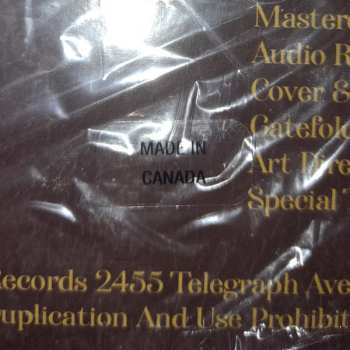 Master
Audio R
Cover &
Gatefol
MADE IN
CANADA
Art Dire
Special T
Records 2455 Telegraph Ave
uplication And Use Prohibit